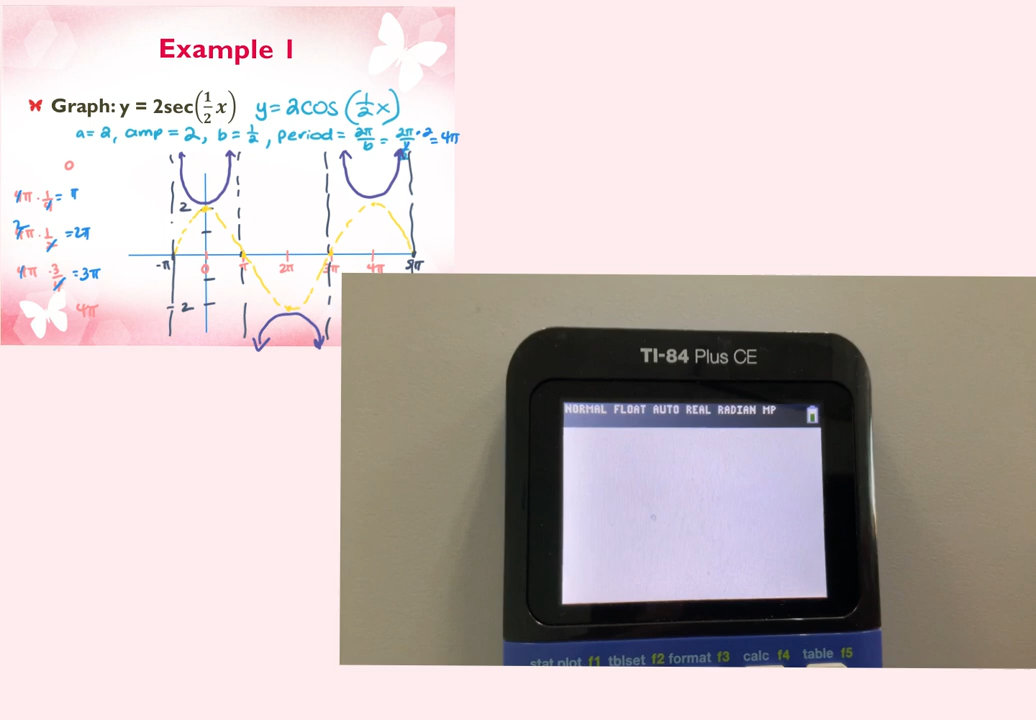 Example 1
Graph: y = 2sec(1/2 x) y=2cos(1/2x)
a=2, amp=2, b=1/2, period=2π/b=2π/½·2=4π
0
4π·1/4=π
4π·1/2=2π
4π·3/4=3π
4π
2
-π 0 π 2π 3π 4π 5π
-2
TI-84 Plus CE
NORMAL FLOAT AUTO REAL RADIAN MP
stat plot f1 tblset f2 format f3 calc f4 table f5